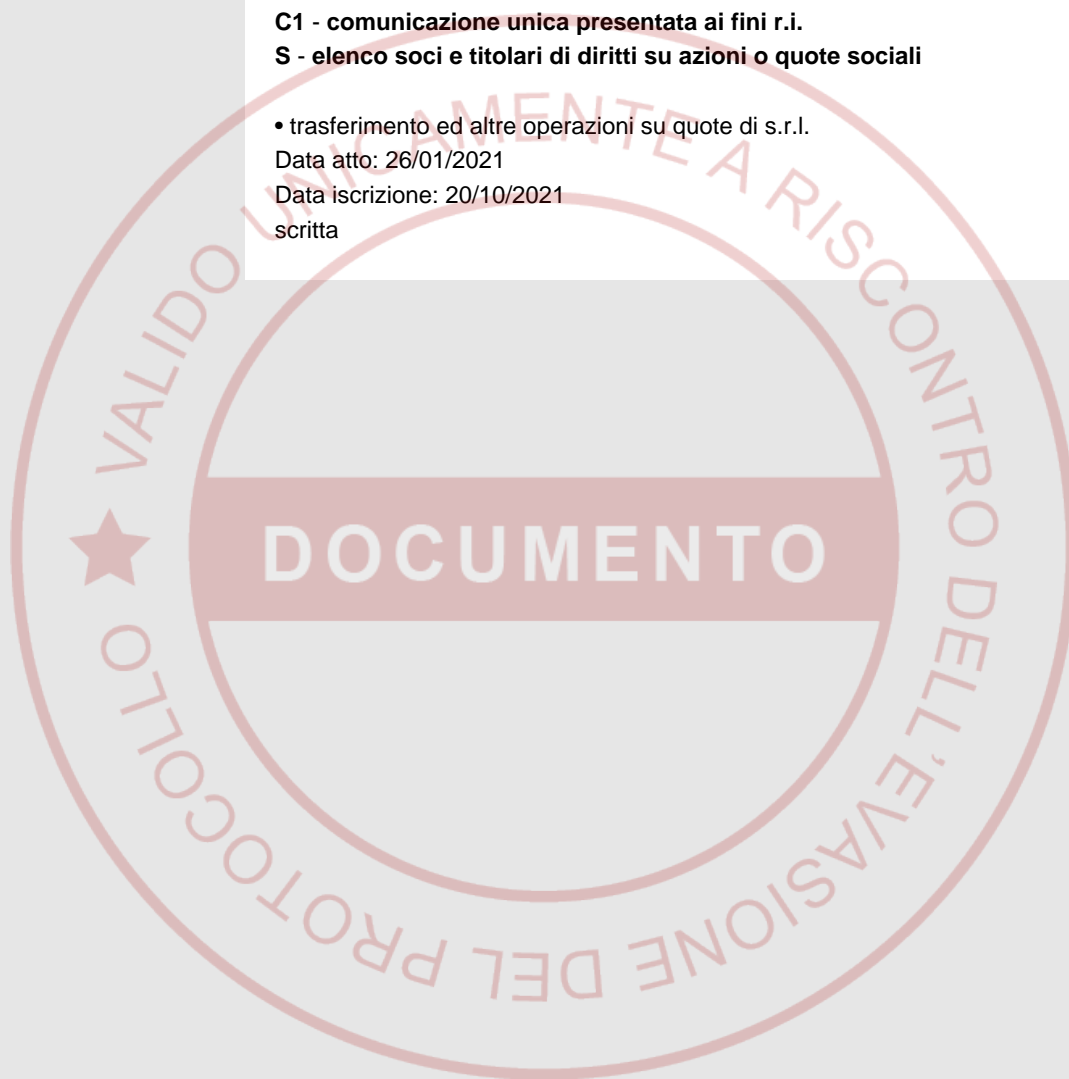 C1 - comunicazione unica presentata ai fini r.i.
S - elenco soci e titolari di diritti su azioni o quote sociali
• trasferimento ed altre operazioni su quote di s.r.l.
Data atto: 26/01/2021
Data iscrizione: 20/10/2021
scritta
VALIDO UNICAMENTE A RISCONTRO DELL'EVASIONE DEL PROTOCOLLO
DOCUMENTO